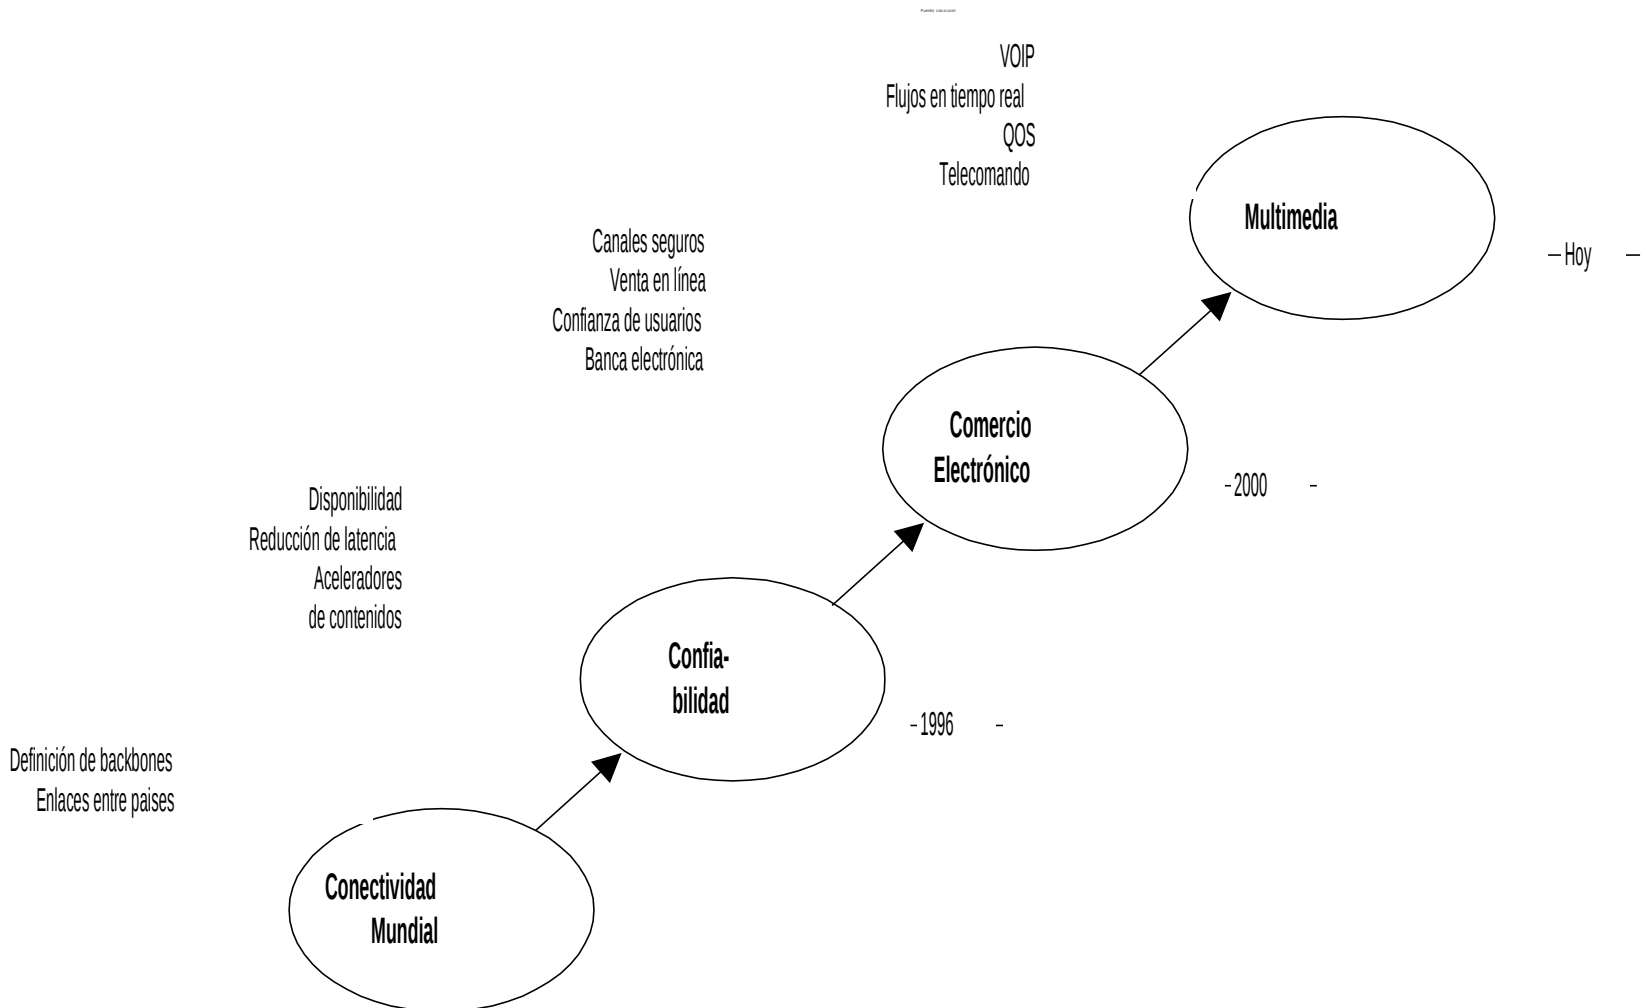 VOIP
Flujos en tiempo real
QOS
Telecomando
Multimedia
– Hoy –
Canales seguros
Venta en línea
Confianza de usuarios
Banca electrónica
Comercio
Electrónico
– 2000 –
Disponibilidad
Reducción de latencia
Aceleradores
de contenidos
Confia-
bilidad
– 1996 –
Definición de backbones
Enlaces entre paises
Conectividad
Mundial